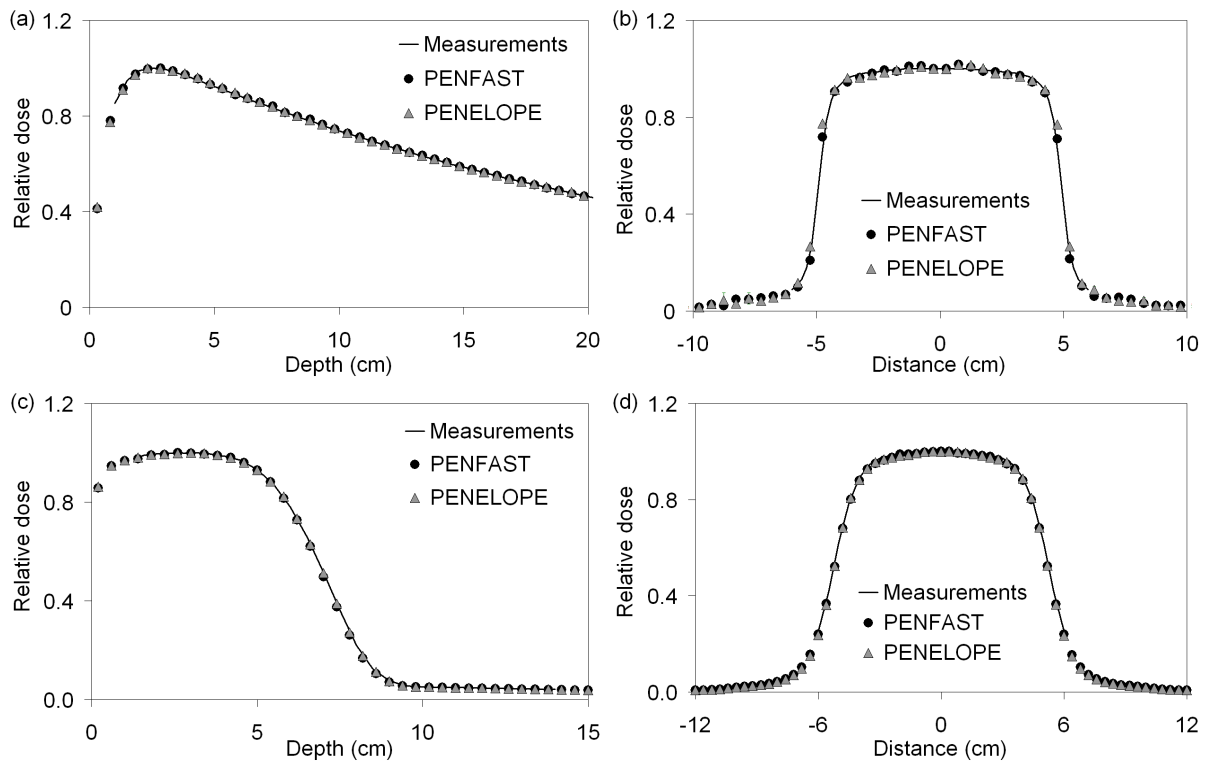 (a)
1.2
0.8
0.4
0
Relative dose
Measurements
PENFAST
PENELOPE
0 5 10 15 20
Depth (cm)
(b)
1.2
0.8
0.4
0
Relative dose
Measurements
PENFAST
PENELOPE
-10 -5 0 5 10
Distance (cm)
(c)
1.2
0.8
0.4
0.0
Relative dose
Measurements
PENFAST
PENELOPE
0 5 10 15
Depth (cm)
(d)
1.2
0.8
0.4
0.0
Relative dose
Measurements
PENFAST
PENELOPE
-12 -6 0 6 12
Distance (cm)